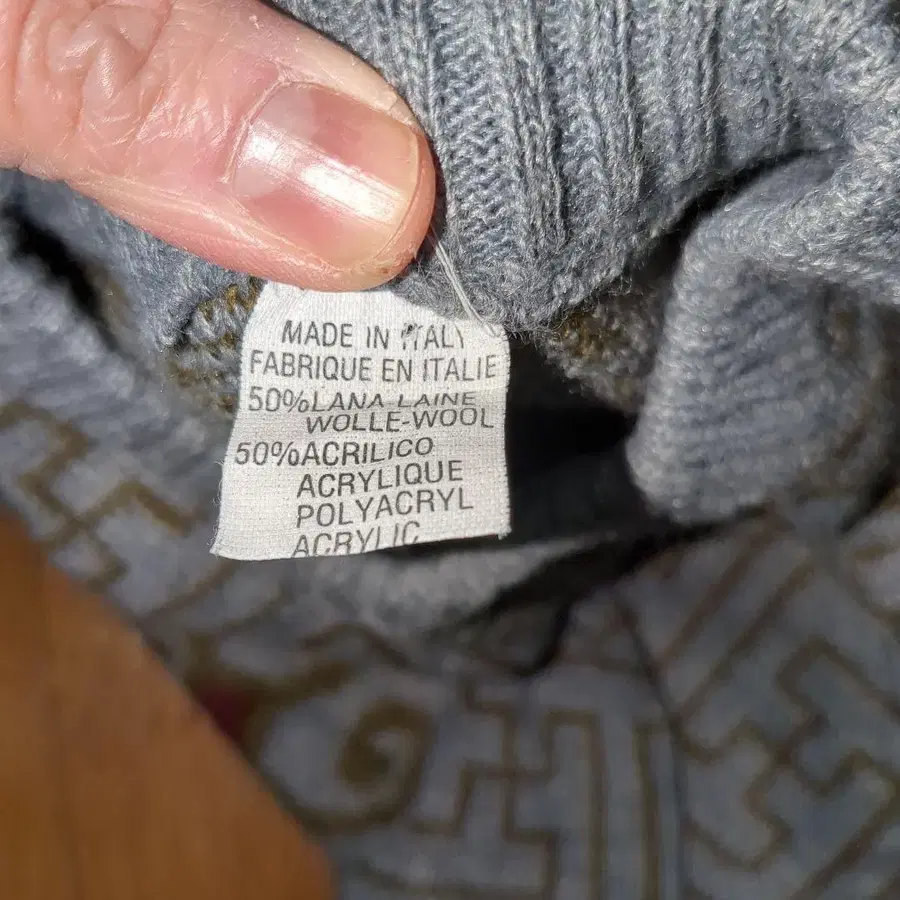 MADE IN ITALY
FABRIQUE EN ITALIE
50%LANA LAINE
WOLLE-WOOL
50%ACRILICO
ACRYLIQUE
POLYACRYL
ACRYLIC